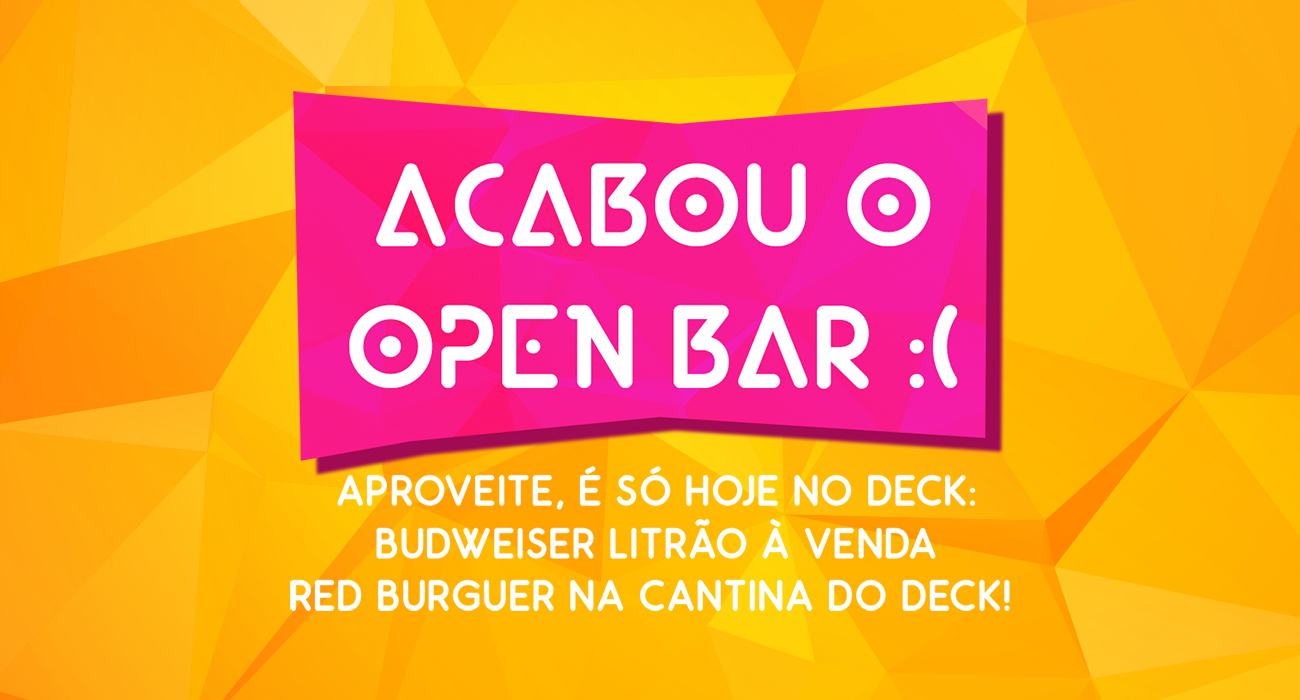 ACABOU O
OPEN BAR :(
APROVEITE, É SÓ HOJE NO DECK:
BUDWEISER LITRÃO À VENDA
RED BURGUER NA CANTINA DO DECK!